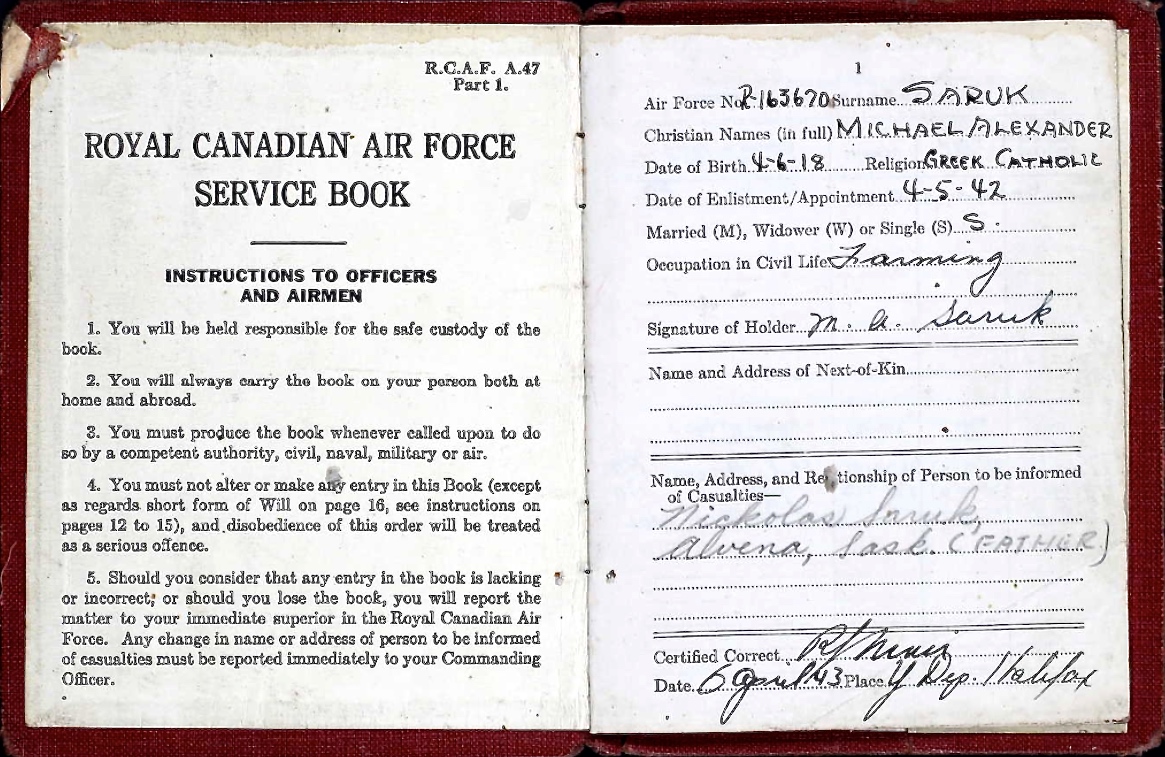 R.C.A.F. A.47
Part 1.
ROYAL CANADIAN AIR FORCE
SERVICE BOOK
INSTRUCTIONS TO OFFICERS
AND AIRMEN
1. You will be held responsible for the safe custody of the
book.
2. You will always carry the book on your person both at
home and abroad.
3. You must produce the book whenever called upon to do
so by a competent authority, civil, naval, military or air.
4. You must not alter or make any entry in this Book (except
as regards short form of Will on page 16, see instructions on
pages 12 to 15), and disobedience of this order will be treated
as a serious offence.
5. Should you consider that any entry in the book is lacking
or incorrect; or should you lose the book, you will report the
matter to your immediate superior in the Royal Canadian Air
Force. Any change in name or address of person to be informed
of casualties must be reported immediately to your Commanding
Officer.
1
Air Force No. R-163670 Surname SARUK
Christian Names (in full) MICHAEL ALEXANDER
Date of Birth 4-6-18 Religion GREEK CATHOLIC
Date of Enlistment/Appointment 4-5-42
Married (M), Widower (W) or Single (S) S.
Occupation in Civil Life Farming
Signature of Holder M. A. Saruk
Name and Address of Next-of-Kin
Name, Address, and Relationship of Person to be informed
of Casualties—
Nickolas Saruk,
Alvena, Sask. (FATHER)
Certified Correct
Date 6 April 43 Place Y Dep. Halifax